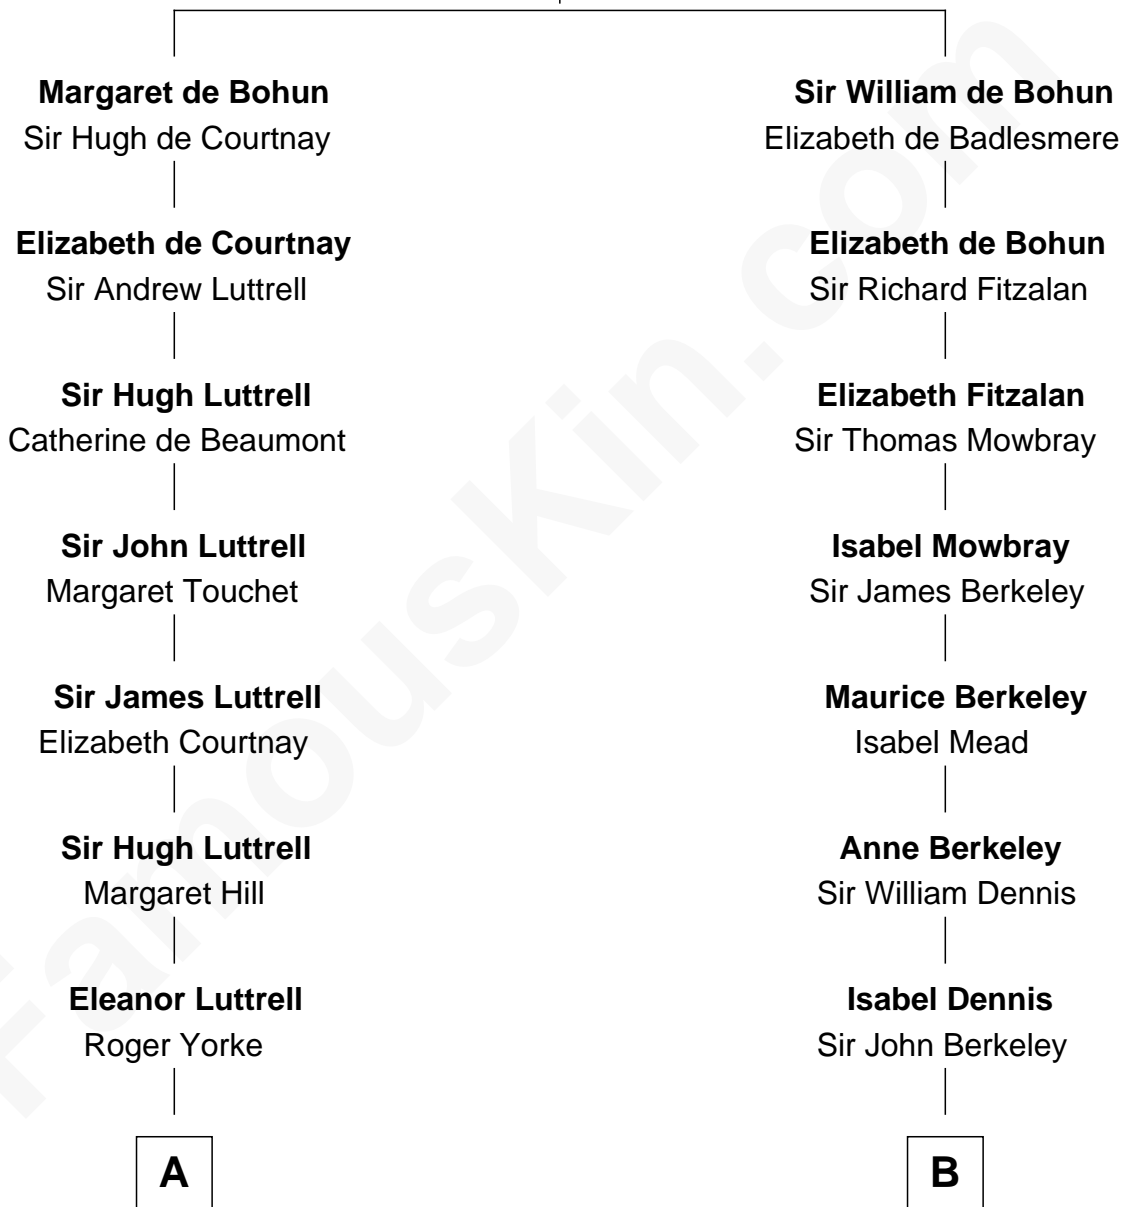 Margaret de Bohun
Sir Hugh de Courtnay
Elizabeth de Courtnay
Sir Andrew Luttrell
Sir Hugh Luttrell
Catherine de Beaumont
Sir John Luttrell
Margaret Touchet
Sir James Luttrell
Elizabeth Courtnay
Sir Hugh Luttrell
Margaret Hill
Eleanor Luttrell
Roger Yorke
A
Sir William de Bohun
Elizabeth de Badlesmere
Elizabeth de Bohun
Sir Richard Fitzalan
Elizabeth Fitzalan
Sir Thomas Mowbray
Isabel Mowbray
Sir James Berkeley
Maurice Berkeley
Isabel Mead
Anne Berkeley
Sir William Dennis
Isabel Dennis
Sir John Berkeley
B
FamousKin.com